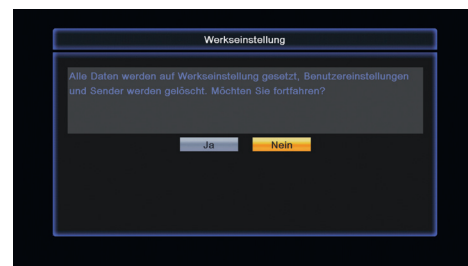 Werkseinstellung
Alle Daten werden auf Werkseinstellung gesetzt, Benutzereinstellungen
und Sender werden gelöscht. Möchten Sie fortfahren?
Ja Nein